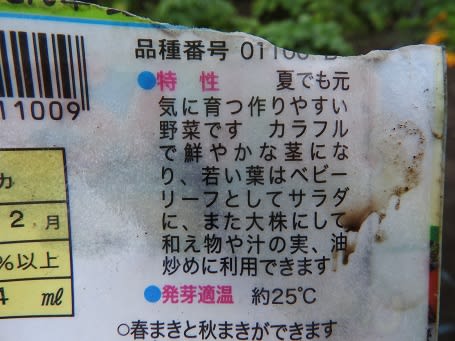 品種番号 01100
●特性 夏でも元
気に育つ作りやすい
野菜です カラフル
で鮮やかな茎にな
り、若い葉はベビー
リーフとしてサラダ
に、また大株にして
和え物や汁の実、油
炒めに利用できます
●発芽適温 約25℃
○春まきと秋まきができます
11009
カ
2月
%以上
4 ml